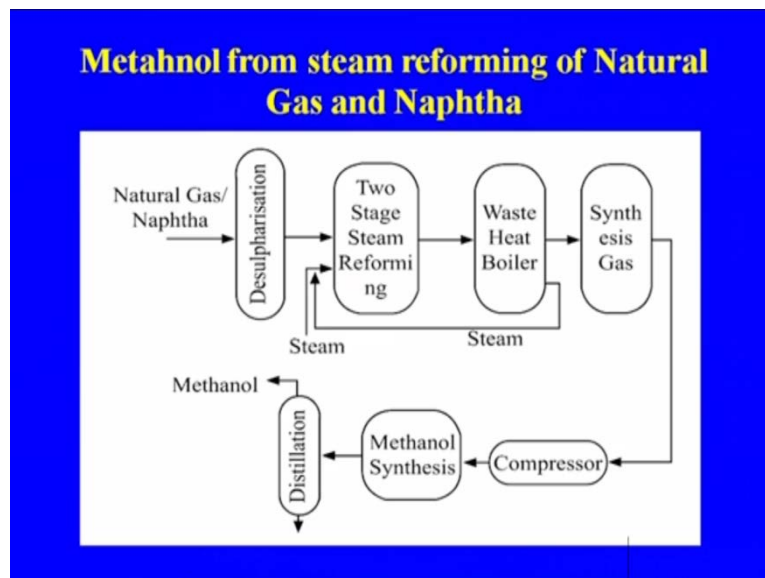 Metahnol from steam reforming of Natural
Gas and Naphtha
Natural Gas/
Naphtha
Desulpharisation
Two
Stage
Steam
Reformi
ng
Waste
Heat
Boiler
Synth
esis
Gas
Steam
Steam
Methanol
Distillation
Methanol
Synthesis
Compressor